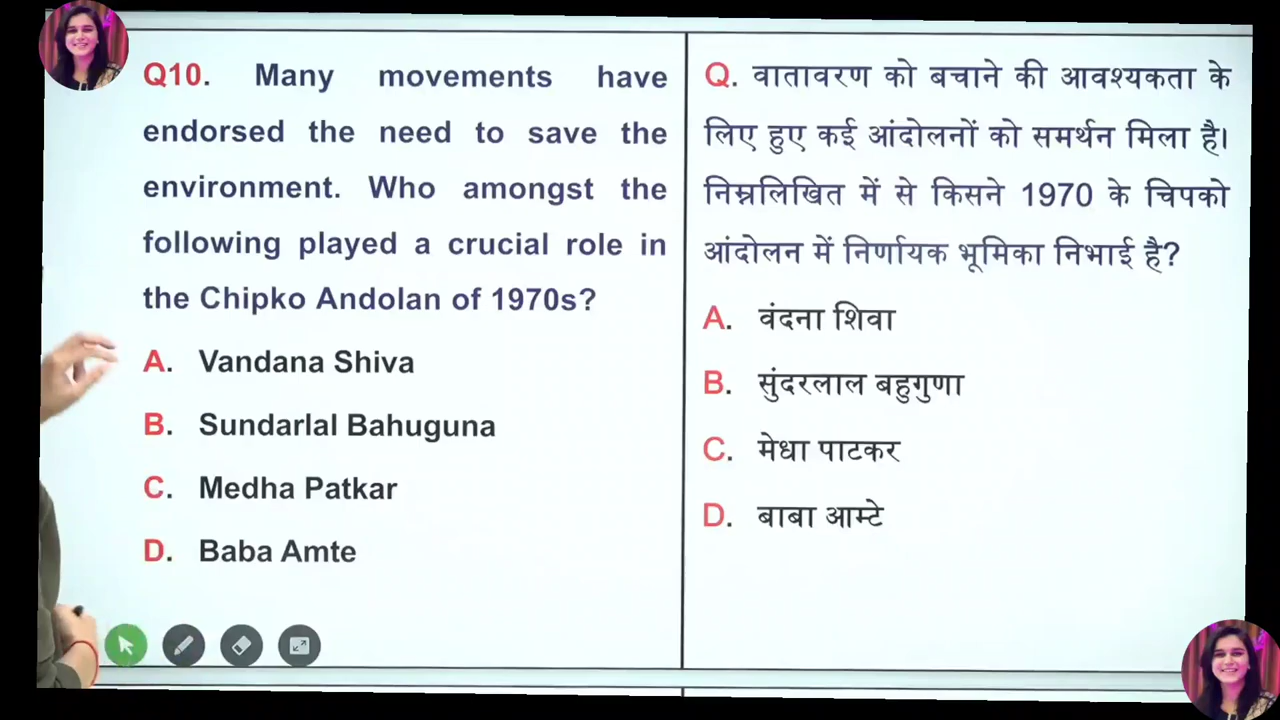 Q10. Many movements have
endorsed the need to save the
environment. Who amongst the
following played a crucial role in
the Chipko Andolan of 1970s?
A. Vandana Shiva
B. Sundarlal Bahuguna
C. Medha Patkar
D. Baba Amte
Q. वातावरण को बचाने की आवश्यकता के
लिए हुए कई आंदोलनों को समर्थन मिला है।
निम्नलिखित में से किसने 1970 के चिपको
आंदोलन में निर्णायक भूमिका निभाई है?
A. वंदना शिवा
B. सुंदरलाल बहुगुणा
C. मेधा पाटकर
D. बाबा आम्टे